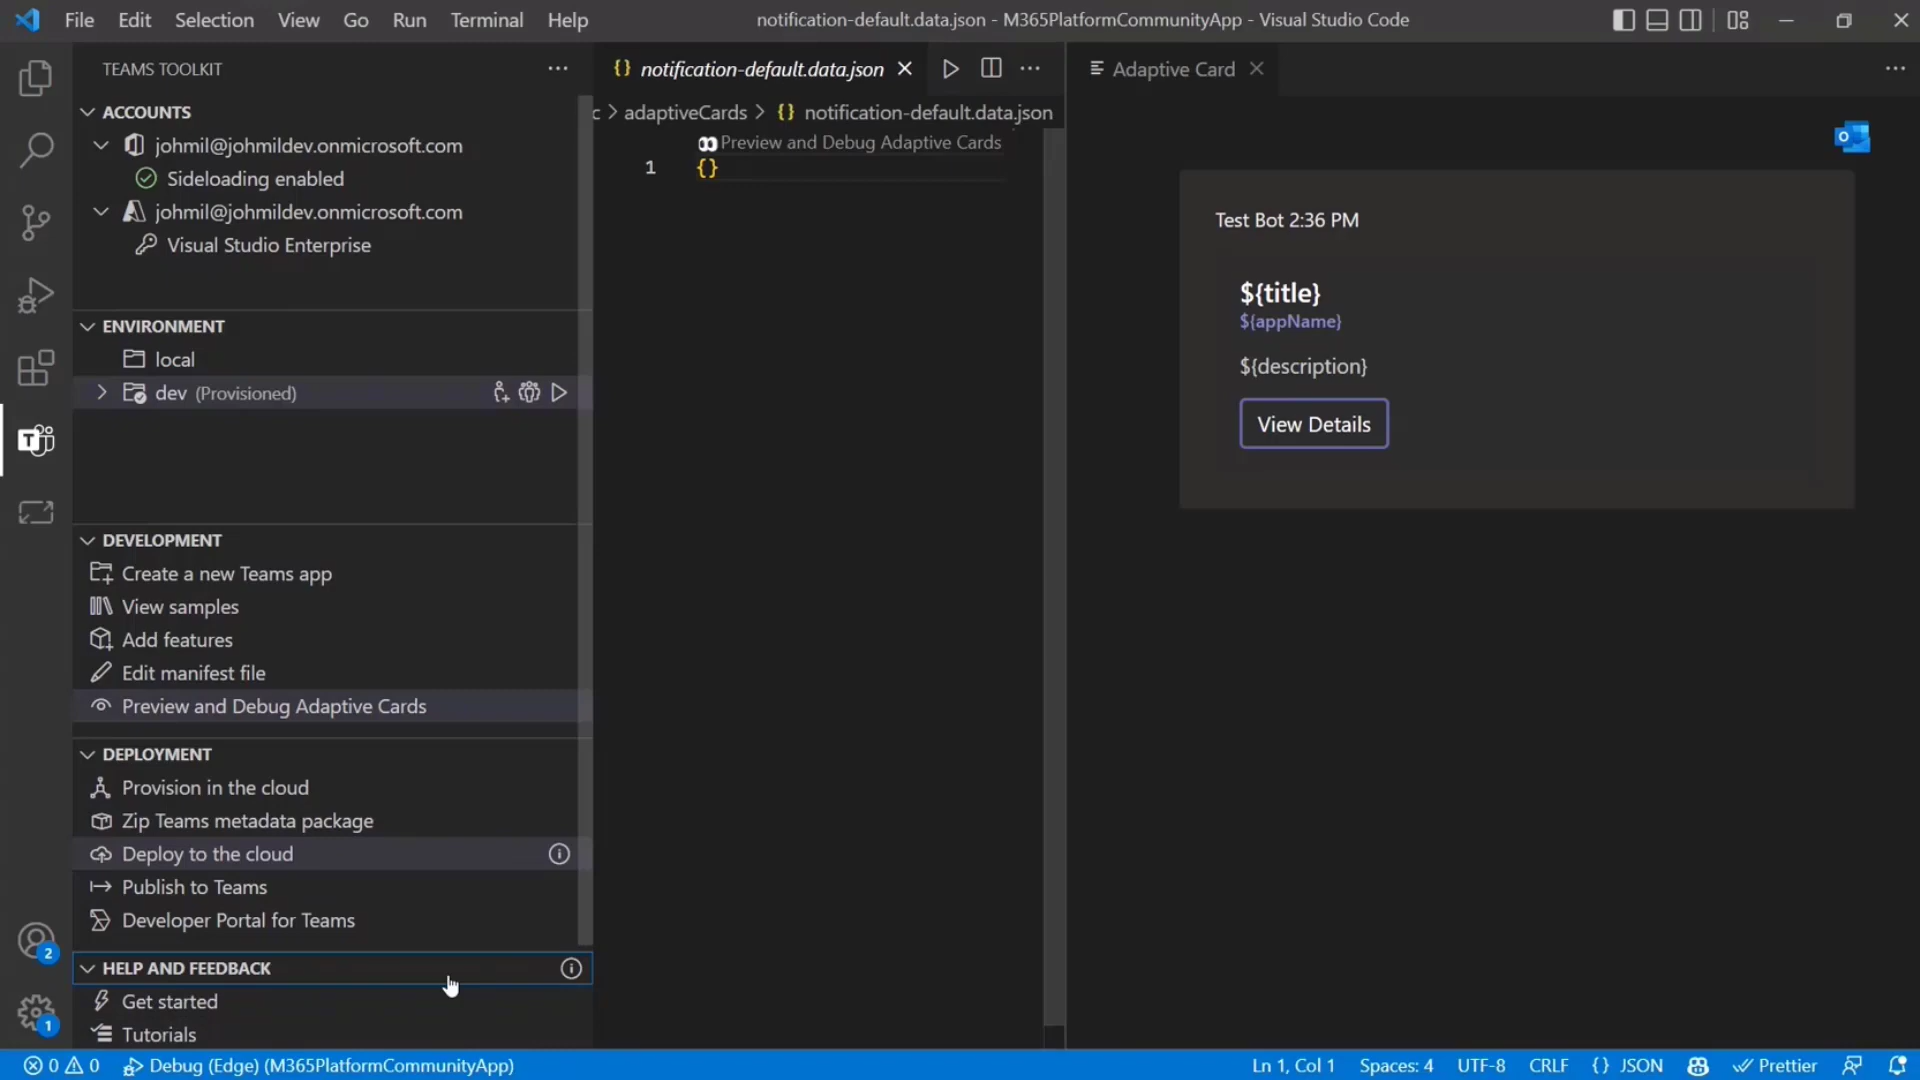 File Edit Selection View Go Run Terminal Help
notification-default.data.json - M365PlatformCommunityApp - Visual Studio Code
TEAMS TOOLKIT
ACCOUNTS
johmil@johmildev.onmicrosoft.com
Sideloading enabled
johmil@johmildev.onmicrosoft.com
Visual Studio Enterprise
ENVIRONMENT
local
dev (Provisioned)
DEVELOPMENT
Create a new Teams app
View samples
Add features
Edit manifest file
Preview and Debug Adaptive Cards
DEPLOYMENT
Provision in the cloud
Zip Teams metadata package
Deploy to the cloud
Publish to Teams
Developer Portal for Teams
HELP AND FEEDBACK
Get started
Tutorials
2
1
{} notification-default.data.json
c > adaptiveCards > {} notification-default.data.json
Preview and Debug Adaptive Cards
1 {}
Adaptive Card
Test Bot 2:36 PM
${title}
${appName}
${description}
View Details
0 0 Debug (Edge) (M365PlatformCommunityApp)
Ln 1, Col 1 Spaces: 4 UTF-8 CRLF {} JSON Prettier